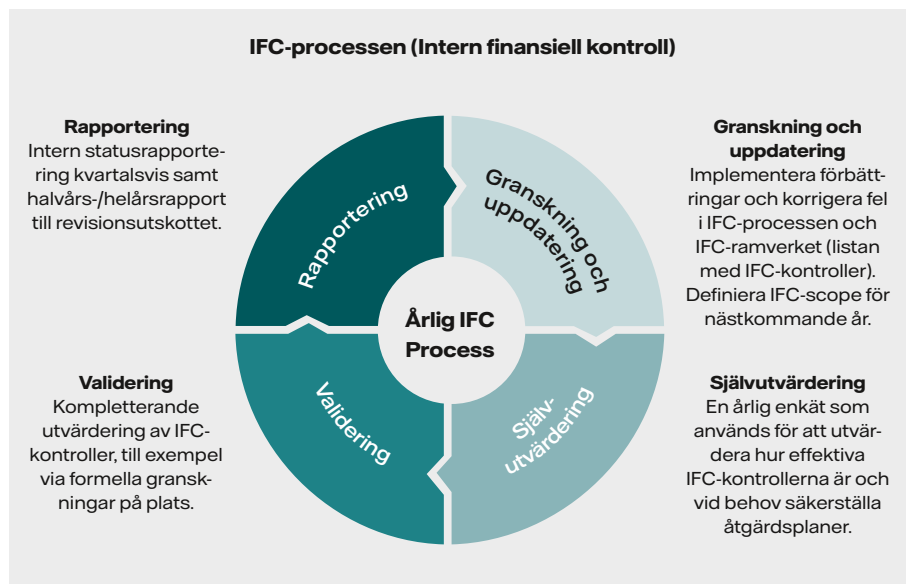 IFC-processen (Intern finansiell kontroll)
Rapportering
Intern statusrapporte-
ring kvartalsvis samt
halvårs-/helårsrapport
till revisionsutskottet.
Granskning och
uppdatering
Implementera förbätt-
ringar och korrigera fel
i IFC-processen och
IFC-ramverket (listan
med IFC-kontroller).
Definiera IFC-scope för
nästkommande år.
Rapportering
Granskning och
uppdatering
Årlig IFC
Process
Validering
Själv-
utvärdering
Validering
Kompletterande
utvärdering av IFC-
kontroller, till exempel
via formella gransk-
ningar på plats.
Självutvärdering
En årlig enkät som
används för att utvär-
dera hur effektiva
IFC-kontrollerna är och
vid behov säkerställa
åtgärdsplaner.